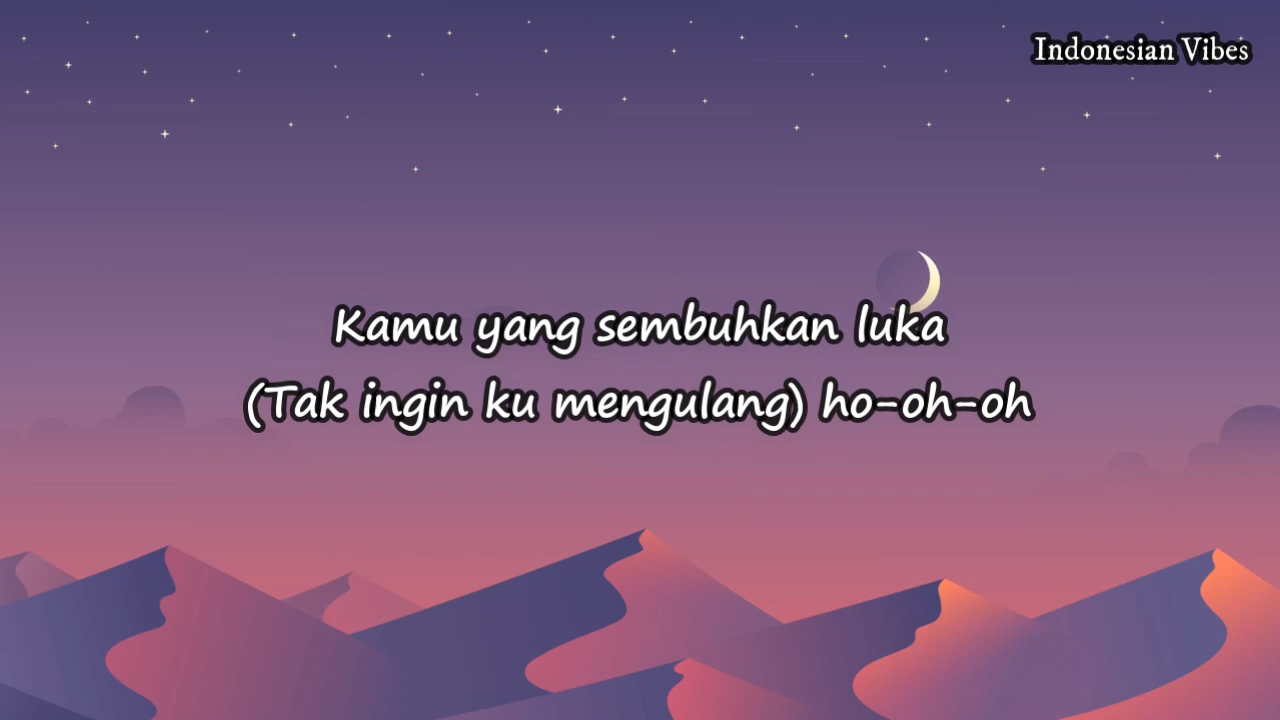 Indonesian Vibes
Kamu yang sembuhkan luka
(Tak ingin ku mengulang) ho-oh-oh